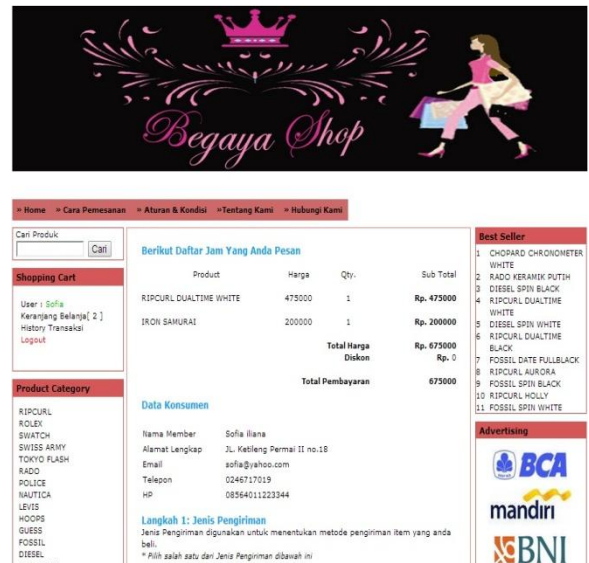 Begaya Shop
» Home » Cara Pemesanan » Aturan & Kondisi »Tentang Kami » Hubungi Kami
Cari Produk
Cari
Shopping Cart
User : Sofia
Keranjang Belanja[ 2 ]
History Transaksi
Logout
Product Category
RIPCURL
ROLEX
SWATCH
SWISS ARMY
TOKYO FLASH
RADO
POLICE
NAUTICA
LEVIS
HOOPS
GUESS
FOSSIL
DIESEL
Berikut Daftar Jam Yang Anda Pesan
Product Harga Qty. Sub Total
RIPCURL DUALTIME WHITE 475000 1 Rp. 475000
IRON SAMURAI 200000 1 Rp. 200000
Total Harga Rp. 675000
Diskon Rp. 0
Total Pembayaran 675000
Data Konsumen
Nama Member Sofia iliana
Alamat Lengkap JL. Ketileng Permai II no.18
Email sofia@yahoo.com
Telepon 0246717019
HP 08564011223344
Langkah 1: Jenis Pengiriman
Jenis Pengiriman digunakan untuk menentukan metode pengiriman item yang anda
beli.
* Pilih salah satu dari Jenis Pengiriman dibawah ini
Best Seller
1 CHOPARD CHRONOMETER
WHITE
2 RADO KERAMIK PUTIH
3 DIESEL SPIN BLACK
4 RIPCURL DUALTIME
WHITE
5 DIESEL SPIN WHITE
6 RIPCURL DUALTIME
BLACK
7 FOSSIL DATE FULLBLACK
8 RIPCURL AURORA
9 FOSSIL SPIN BLACK
10 RIPCURL HOLLY
11 FOSSIL SPIN WHITE
Advertising
BCA
mandiri
BNI